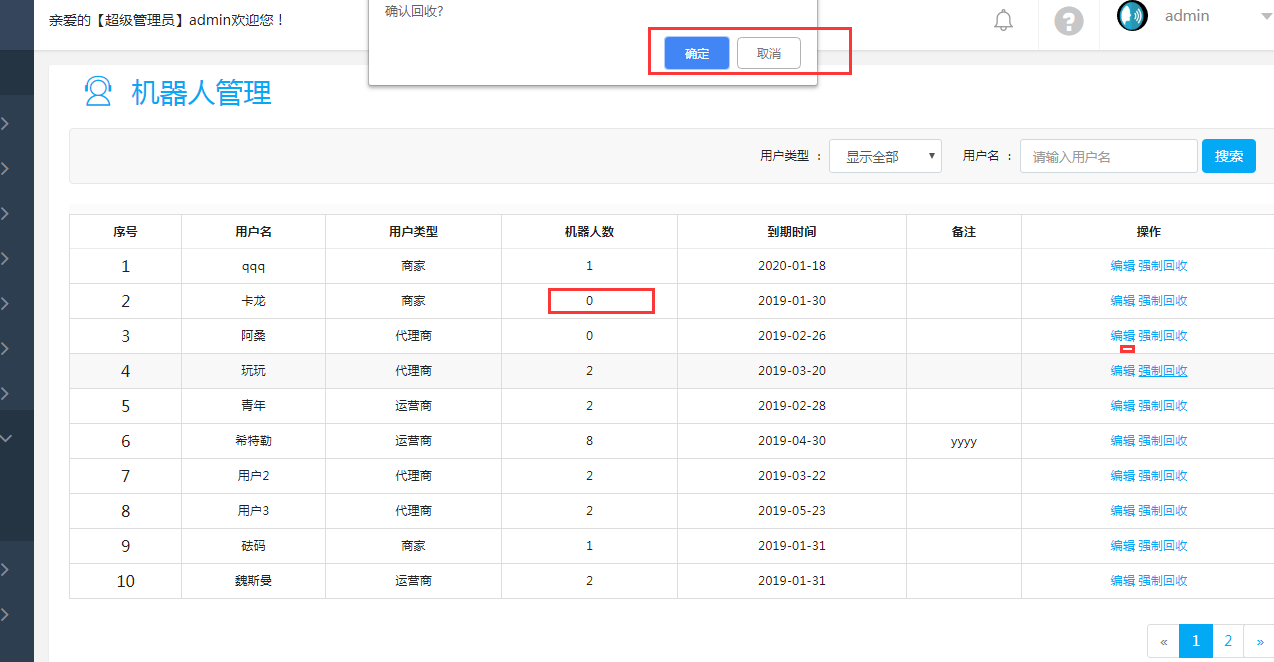 亲爱的【超级管理员】admin欢迎您！
确认回收?
确定 取消
? admin
机器人管理
用户类型 : 显示全部 用户名 : 请输入用户名 搜索
序号 用户名 用户类型 机器人数 到期时间 备注 操作
1 qqq 商家 1 2020-01-18 编辑 强制回收
2 卡龙 商家 0 2019-01-30 编辑 强制回收
3 阿桑 代理商 0 2019-02-26 编辑 强制回收
4 玩玩 代理商 2 2019-03-20 编辑 强制回收
5 青年 运营商 2 2019-02-28 编辑 强制回收
6 希特勒 运营商 8 2019-04-30 yyyy 编辑 强制回收
7 用户2 代理商 2 2019-03-22 编辑 强制回收
8 用户3 代理商 2 2019-05-23 编辑 强制回收
9 砝码 商家 1 2019-01-31 编辑 强制回收
10 魏斯曼 运营商 2 2019-01-31 编辑 强制回收
« 1 2 »